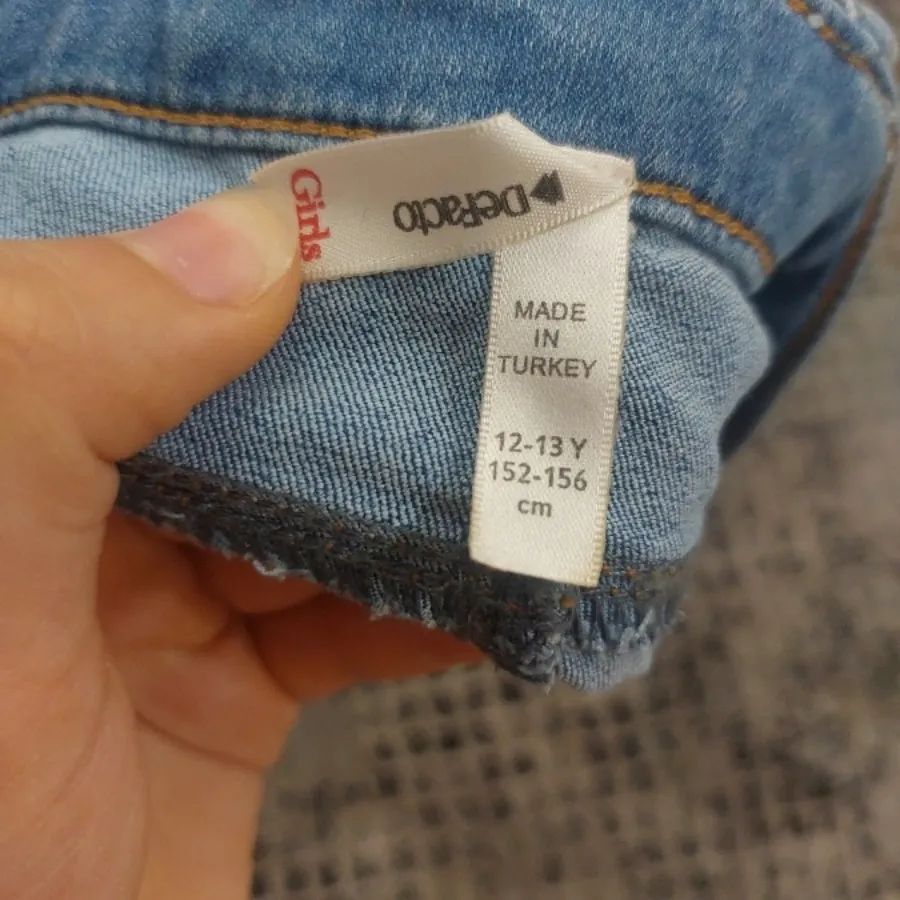 Girls
DeFacto
MADE
IN
TURKEY
12-13 Y
152-156
cm